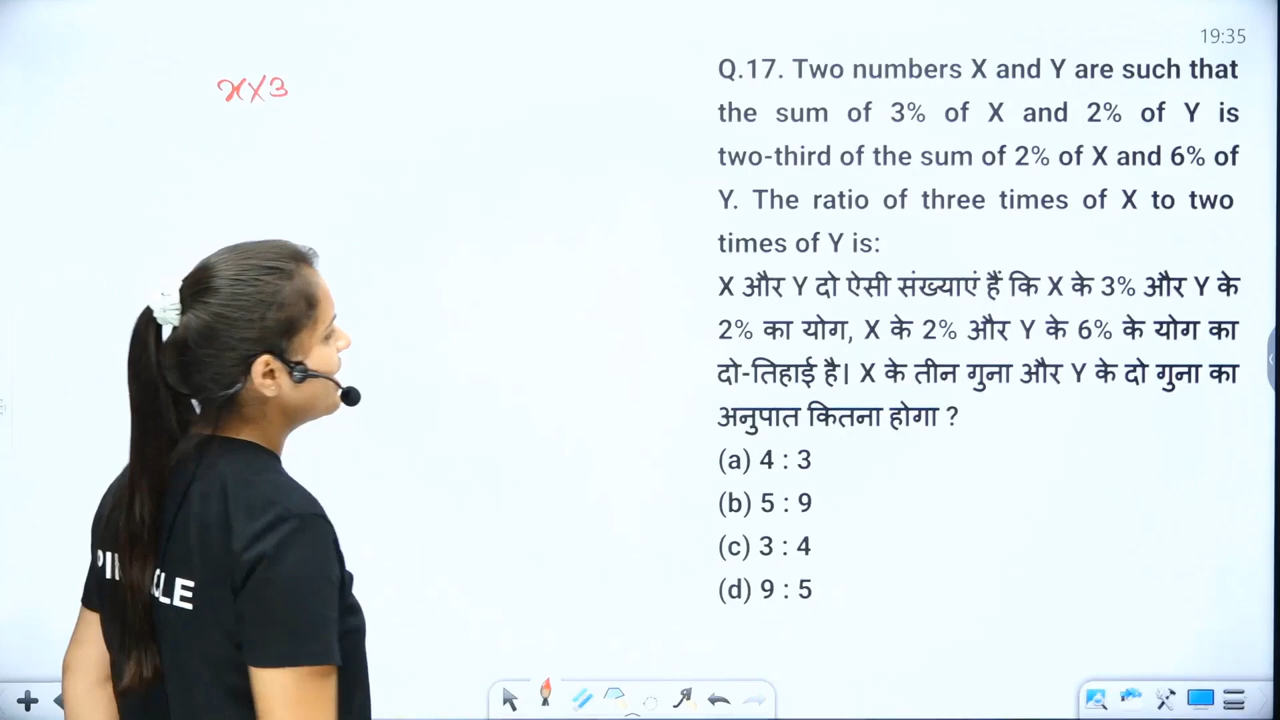 19:35
x×3
Q.17. Two numbers X and Y are such that
the sum of 3% of X and 2% of Y is
two-third of the sum of 2% of X and 6% of
Y. The ratio of three times of X to two
times of Y is:
X और Y दो ऐसी संख्याएं हैं कि X के 3% और Y के
2% का योग, X के 2% और Y के 6% के योग का
दो-तिहाई है। X के तीन गुना और Y के दो गुना का
अनुपात कितना होगा ?
(a) 4 : 3
(b) 5 : 9
(c) 3 : 4
(d) 9 : 5